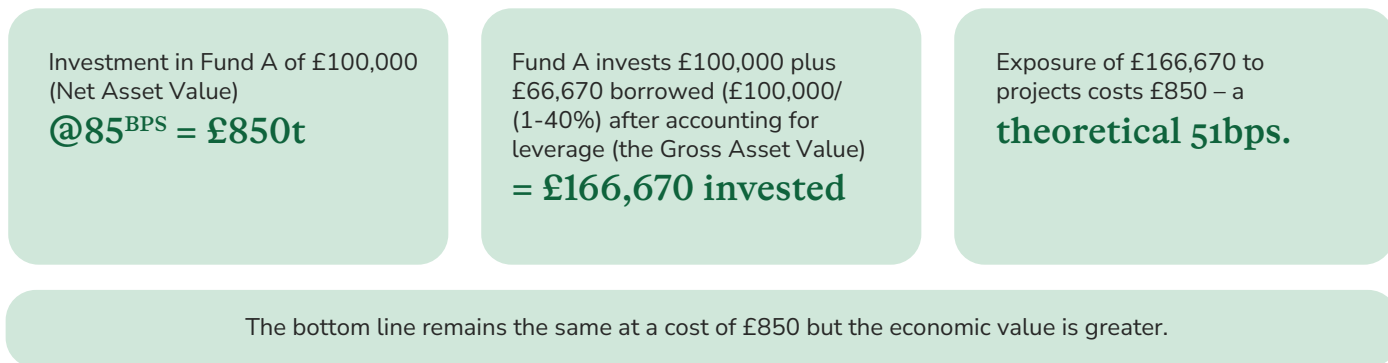 Investment in Fund A of £100,000
(Net Asset Value)
@85BPS = £850t
Fund A invests £100,000 plus
£66,670 borrowed (£100,000/
(1-40%) after accounting for
leverage (the Gross Asset Value)
= £166,670 invested
Exposure of £166,670 to
projects costs £850 – a
theoretical 51bps.
The bottom line remains the same at a cost of £850 but the economic value is greater.